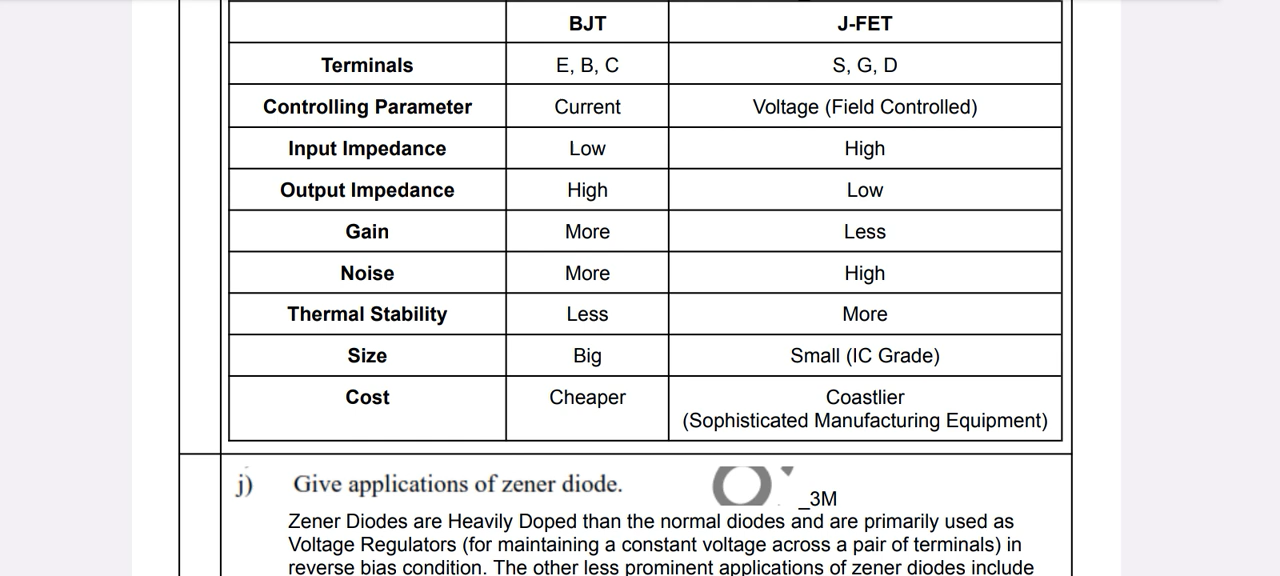 BJT J-FET
Terminals E, B, C S, G, D
Controlling Parameter Current Voltage (Field Controlled)
Input Impedance Low High
Output Impedance High Low
Gain More Less
Noise More High
Thermal Stability Less More
Size Big Small (IC Grade)
Cost Cheaper Coastlier
(Sophisticated Manufacturing Equipment)
j) Give applications of zener diode.
_3M
Zener Diodes are Heavily Doped than the normal diodes and are primarily used as
Voltage Regulators (for maintaining a constant voltage across a pair of terminals) in
reverse bias condition. The other less prominent applications of zener diodes include